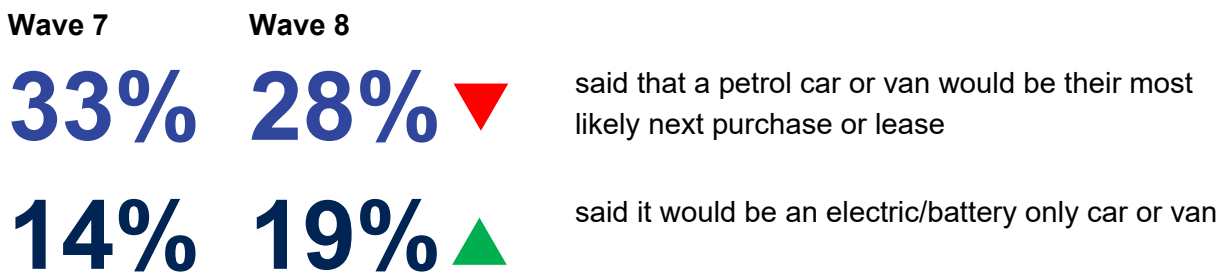 Wave 7 Wave 8
33% 28% said that a petrol car or van would be their most
likely next purchase or lease
14% 19% said it would be an electric/battery only car or van